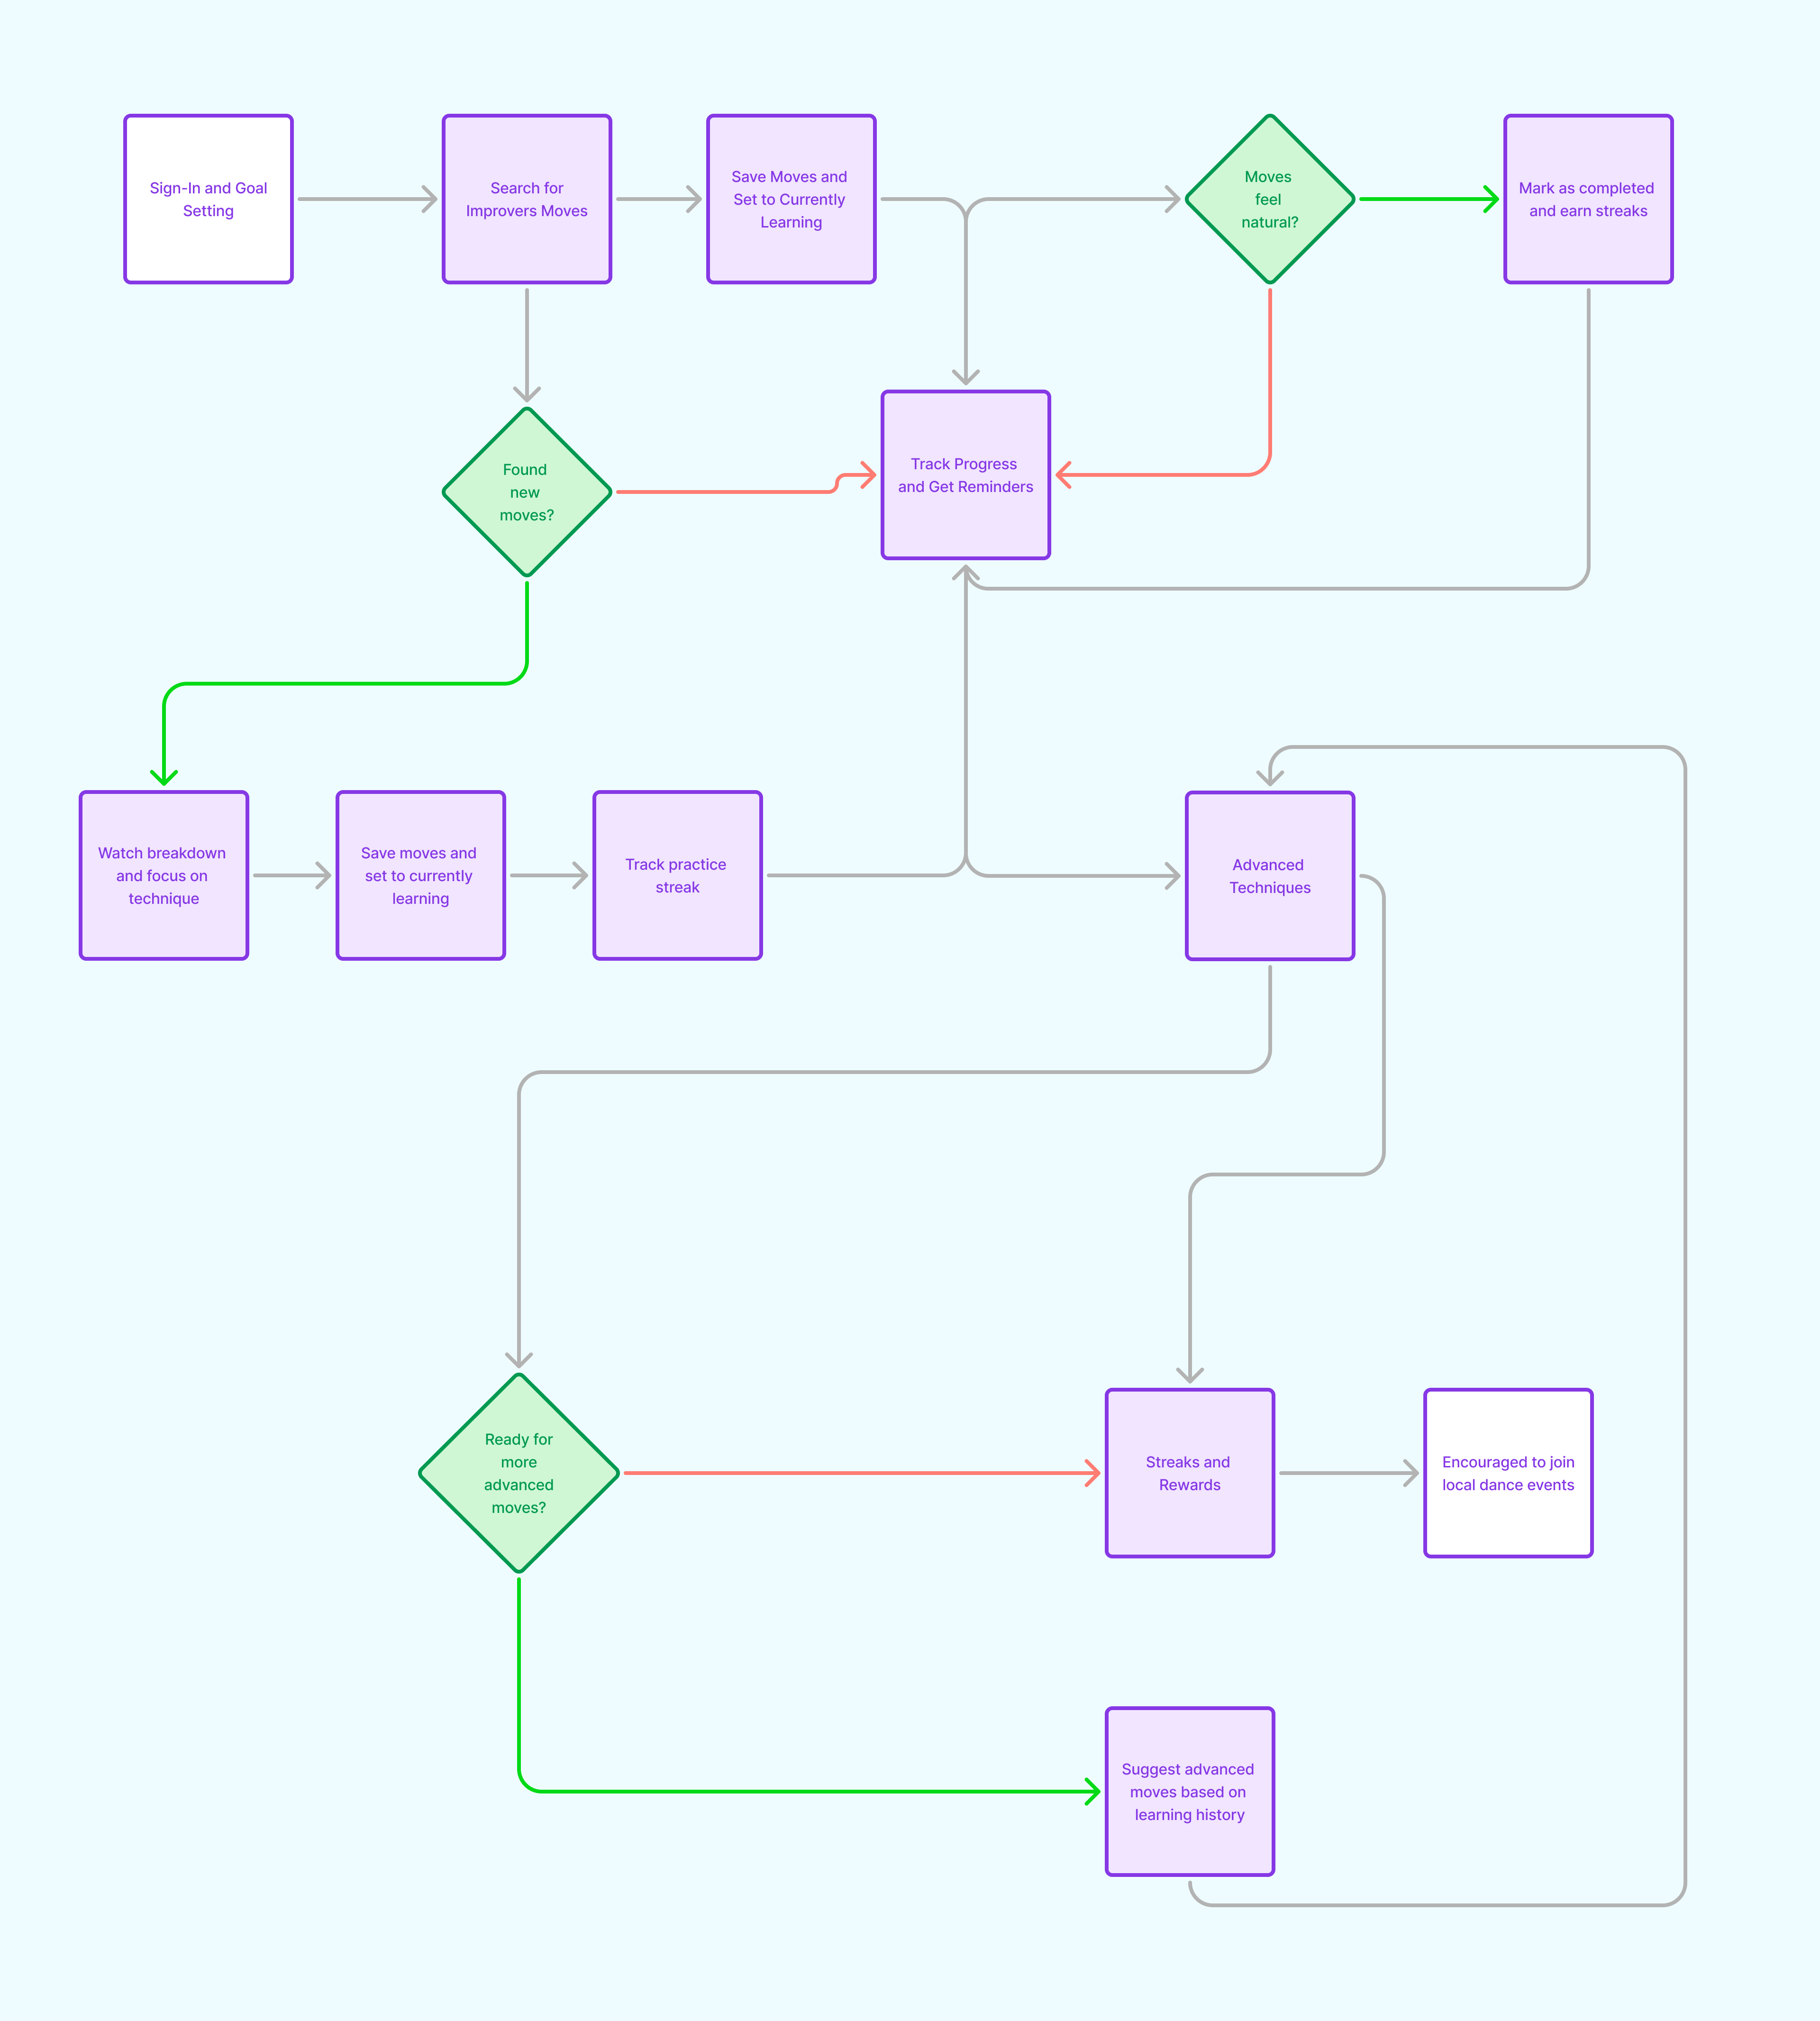 Sign-In and Goal
Setting
Search for
Improvers Moves
Save Moves and
Set to Currently
Learning
Moves
feel
natural?
Mark as completed
and earn streaks
Found
new
moves?
Track Progress
and Get Reminders
Watch breakdown
and focus on
technique
Save moves and
set to currently
learning
Track practice
streak
Advanced
Techniques
Ready for
more
advanced
moves?
Streaks and
Rewards
Encouraged to join
local dance events
Suggest advanced
moves based on
learning history